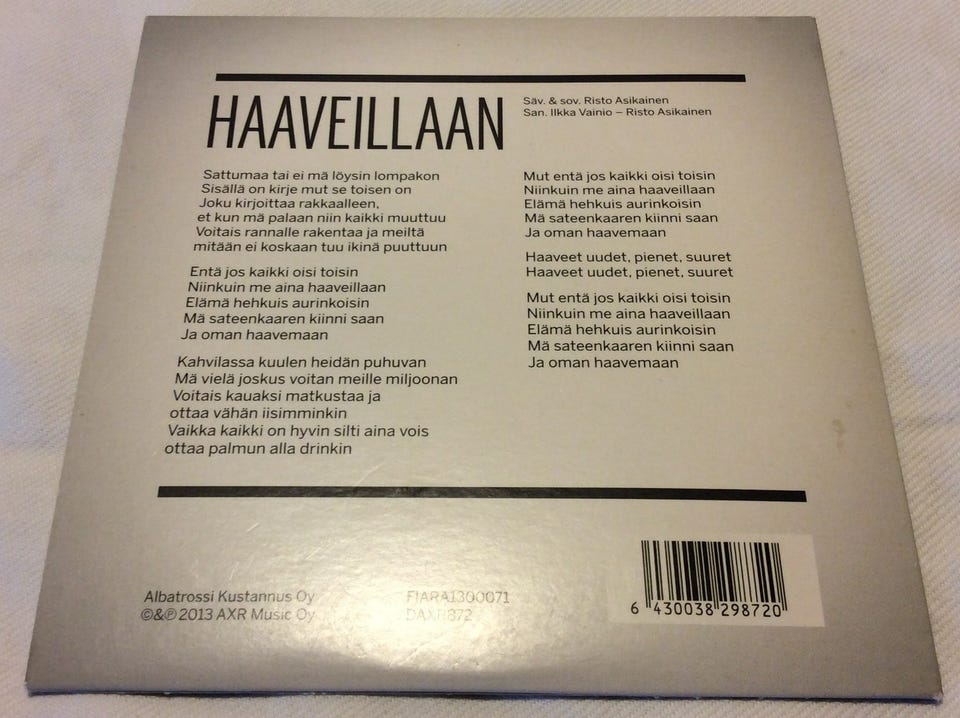 HAAVEILLAAN
Säv. & sov. Risto Asikainen
San. Ilkka Vainio – Risto Asikainen
Sattumaa tai ei mä löysin lompakon
Sisällä on kirje mut se toisen on
Joku kirjoittaa rakkaalleen,
et kun mä palaan niin kaikki muuttuu
Voitais rannalle rakentaa ja meiltä
mitään ei koskaan tuu ikinä puuttuun
Entä jos kaikki oisi toisin
Niinkuin me aina haaveillaan
Elämä hehkuis aurinkoisin
Mä sateenkaaren kiinni saan
Ja oman haavemaan
Kahvilassa kuulen heidän puhuvan
Mä vielä joskus voitan meille miljoonan
Voitais kauaksi matkustaa ja
ottaa vähän iisimminkin
Vaikka kaikki on hyvin silti aina vois
ottaa palmun alla drinkin
Mut entä jos kaikki oisi toisin
Niinkuin me aina haaveillaan
Elämä hehkuis aurinkoisin
Mä sateenkaaren kiinni saan
Ja oman haavemaan
Haaveet uudet, pienet, suuret
Haaveet uudet, pienet, suuret
Mut entä jos kaikki oisi toisin
Niinkuin me aina haaveillaan
Elämä hehkuis aurinkoisin
Mä sateenkaaren kiinni saan
Ja oman haavemaan
Albatrossi Kustannus Oy
©&℗ 2013 AXR Music Oy
FIARA1300071
DAXR872
6 430038 298720